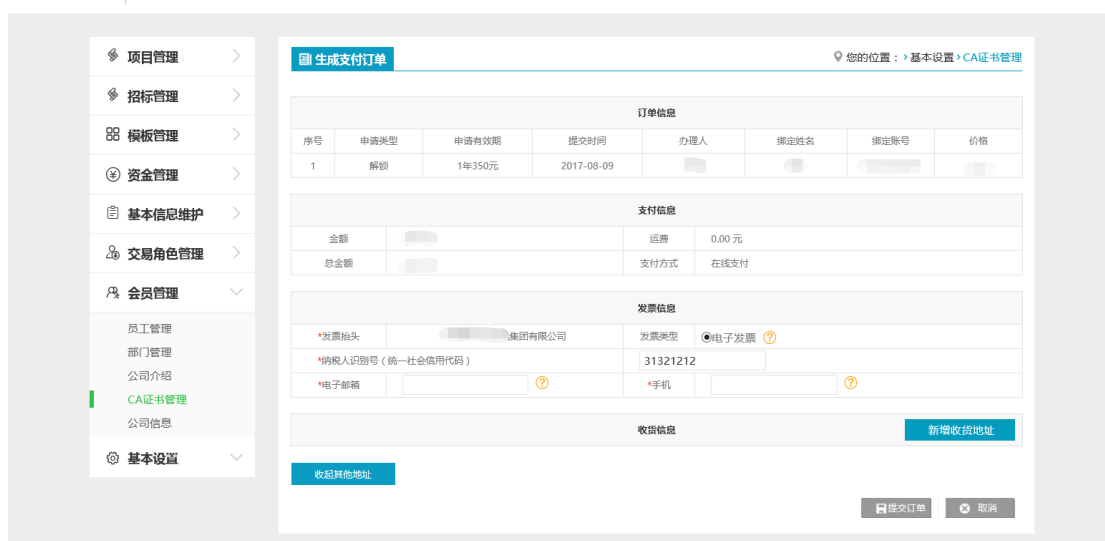 项目管理
招标管理
模板管理
资金管理
基本信息维护
交易角色管理
会员管理
员工管理
部门管理
公司介绍
CA证书管理
公司信息
基本设置
生成支付订单
您的位置：›基本设置›CA证书管理
订单信息
序号 申请类型 申请有效期 提交时间 办理人 绑定姓名 绑定账号 价格
1 解锁 1年350元 2017-08-09
支付信息
金额 运费 0.00 元
总金额 支付方式 在线支付
发票信息
*发票抬头 集团有限公司 发票类型 电子发票 ?
*纳税人识别号（统一社会信用代码） 31321212
*电子邮箱 ? *手机 ?
收货信息 新增收货地址
收起其他地址
提交订单 取消